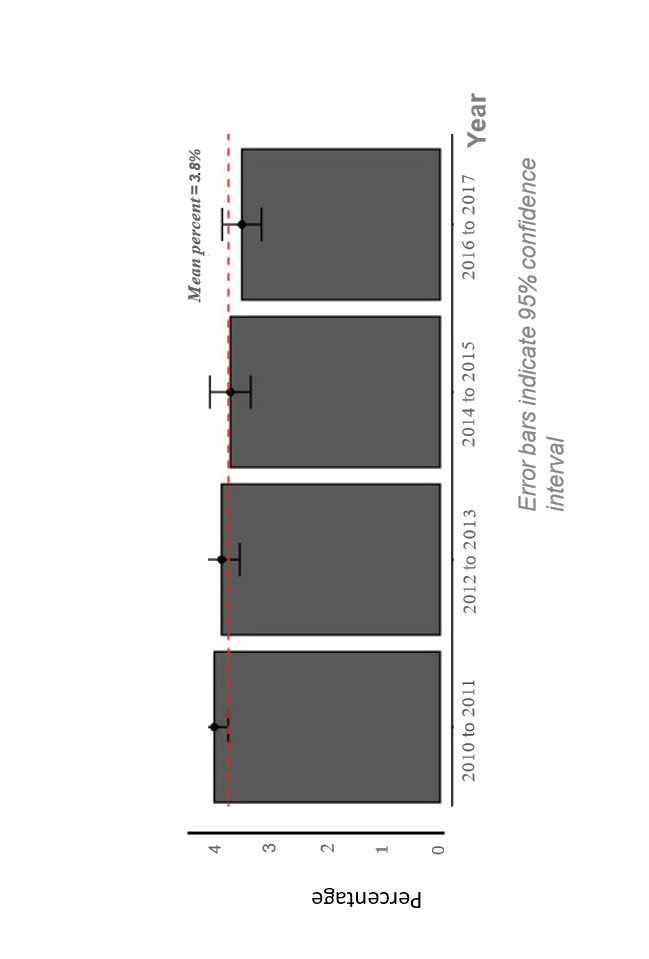 Mean percent = 3.8%
Percentage
4
3
2
1
0
2010 to 2011
2012 to 2013
2014 to 2015
2016 to 2017
Year
Error bars indicate 95% confidence
interval